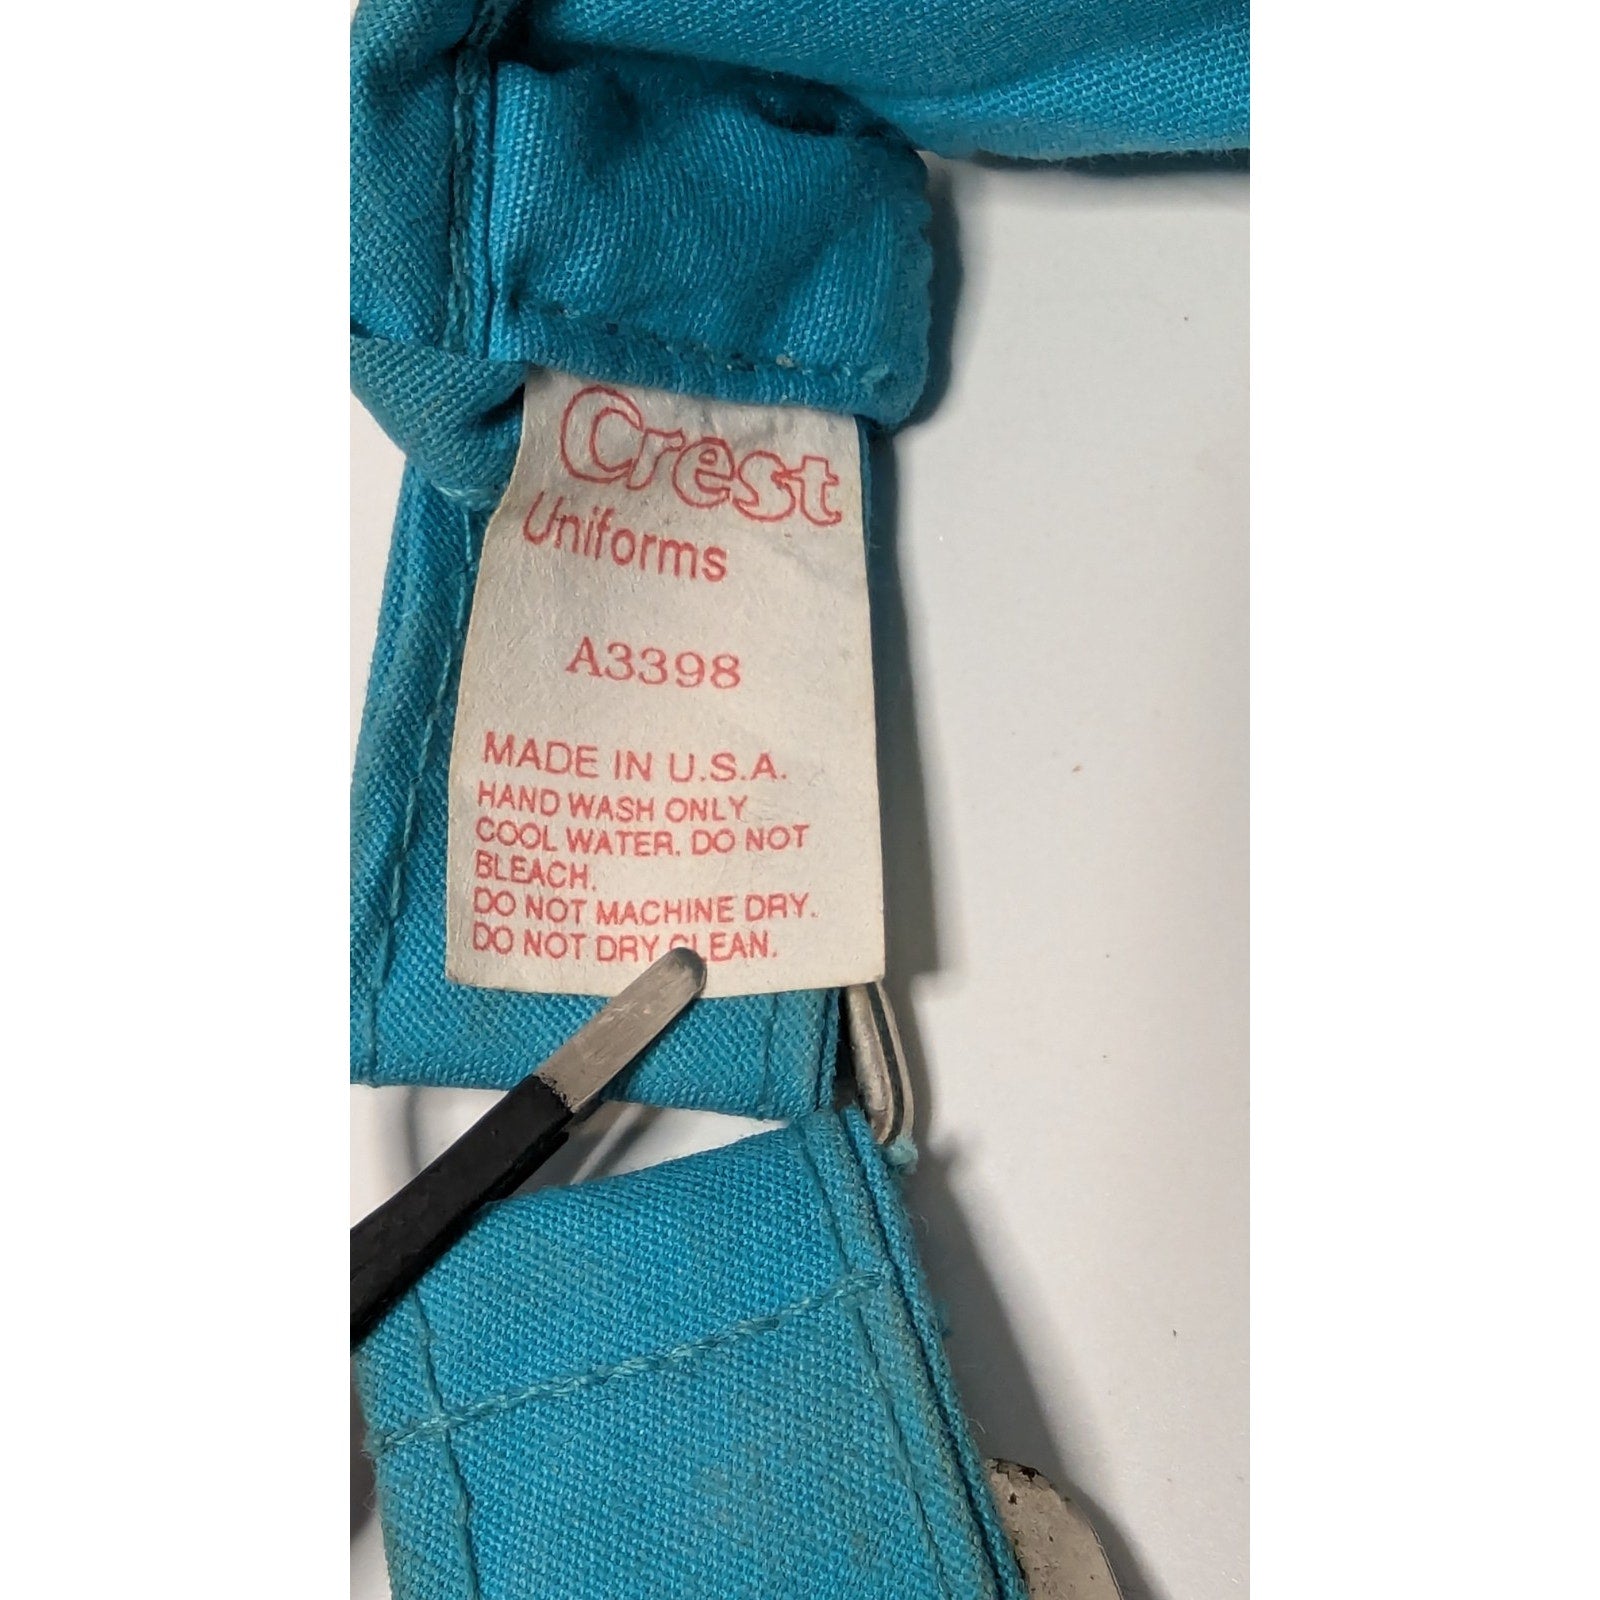 Crest
Uniforms
A3398
MADE IN U.S.A.
HAND WASH ONLY
COOL WATER. DO NOT
BLEACH.
DO NOT MACHINE DRY.
DO NOT DRY CLEAN.